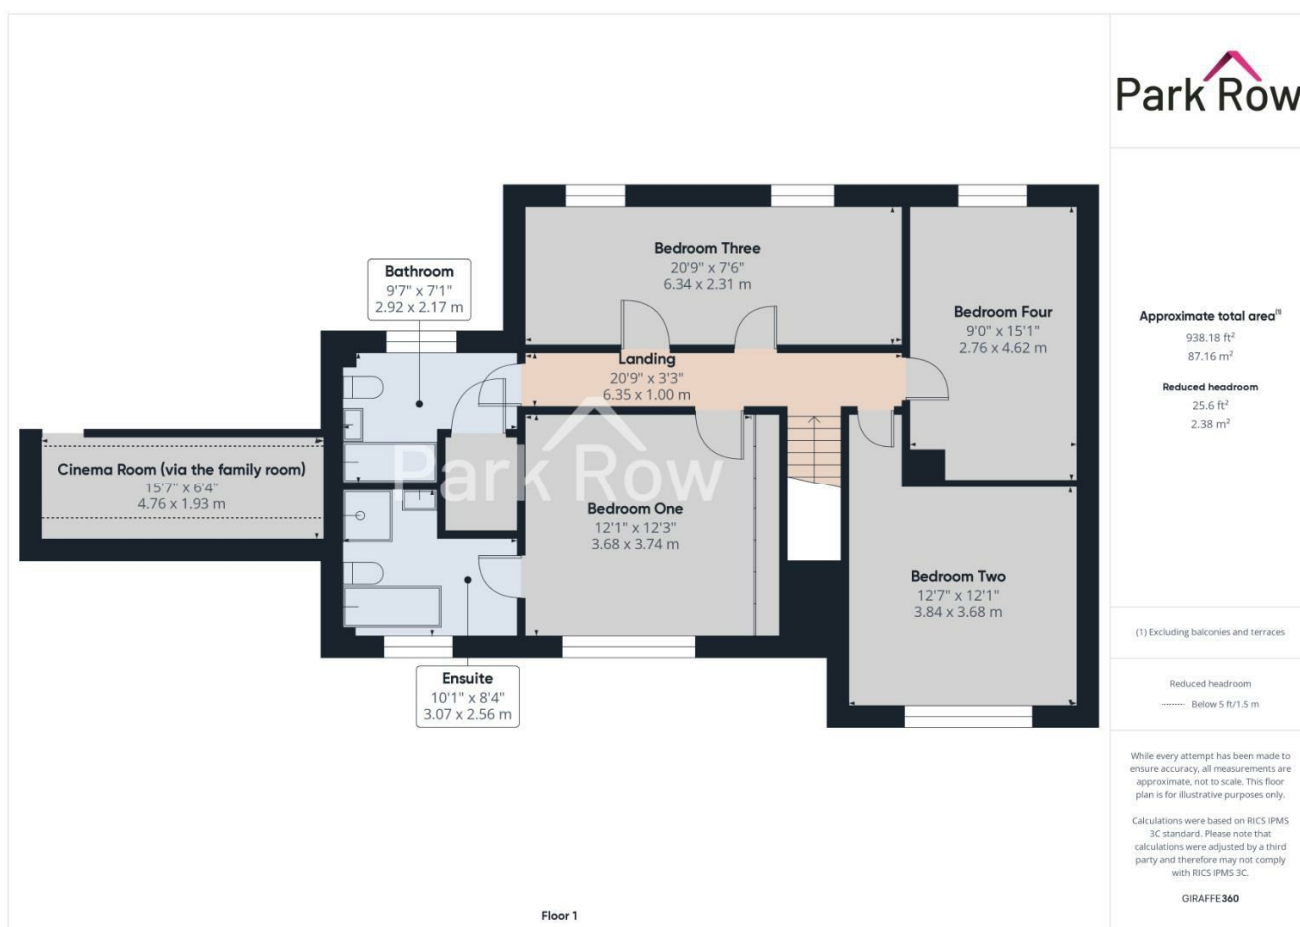 Park Row
Bedroom Three
20'9" x 7'6"
6.34 x 2.31 m
Bathroom
9'7" x 7'1"
2.92 x 2.17 m
Bedroom Four
9'0" x 15'1"
2.76 x 4.62 m
Landing
20'9" x 3'3"
6.35 x 1.00 m
Cinema Room (via the family room)
15'7" x 6'4"
4.76 x 1.93 m
Park Row
Bedroom One
12'1" x 12'3"
3.68 x 3.74 m
Bedroom Two
12'7" x 12'1"
3.84 x 3.68 m
Ensuite
10'1" x 8'4"
3.07 x 2.56 m
Floor 1
Approximate total area(1)
938.18 ft²
87.16 m²
Reduced headroom
25.6 ft²
2.38 m²
(1) Excluding balconies and terraces
Reduced headroom
Below 5 ft/1.5 m
While every attempt has been made to
ensure accuracy, all measurements are
approximate, not to scale. This floor
plan is for illustrative purposes only.
Calculations were based on RICS IPMS
3C standard. Please note that
calculations were adjusted by a third
party and therefore may not comply
with RICS IPMS 3C.
GIRAFFE360